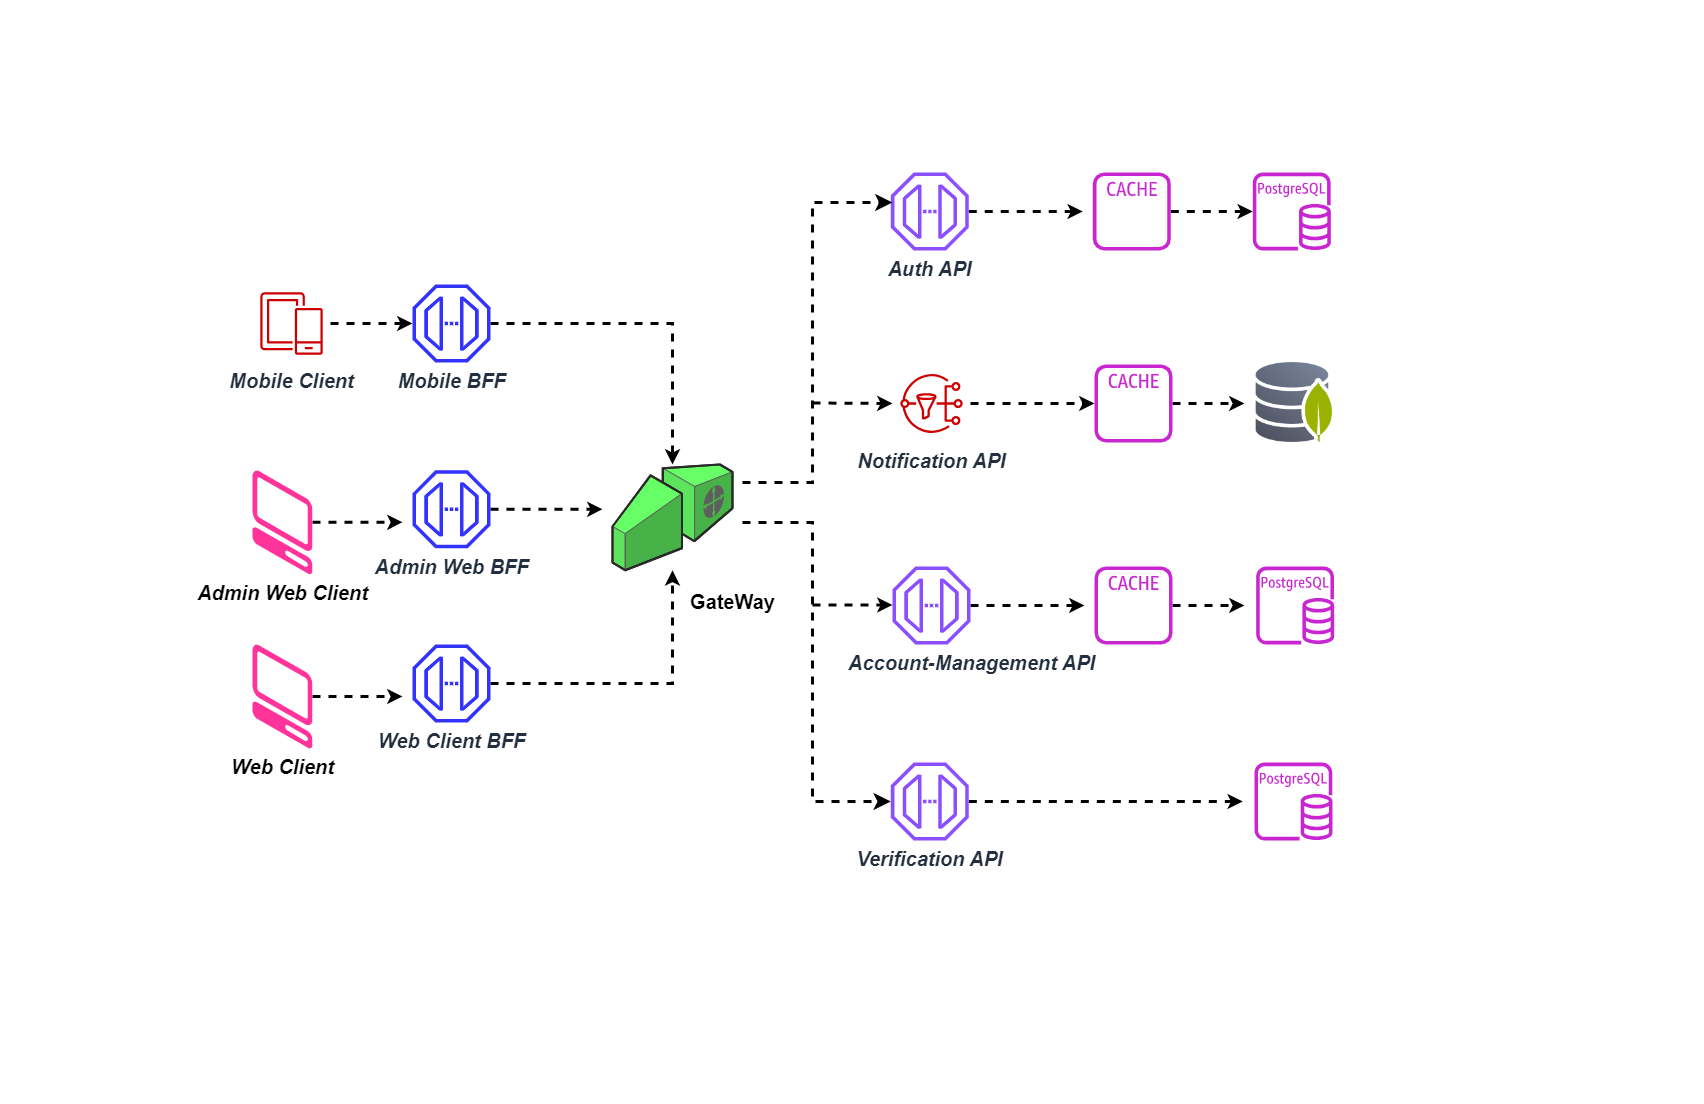 CACHE
PostgreSQL
Auth API
Mobile Client
Mobile BFF
CACHE
Notification API
Admin Web Client
Admin Web BFF
GateWay
CACHE
PostgreSQL
Account-Management API
Web Client
Web Client BFF
PostgreSQL
Verification API